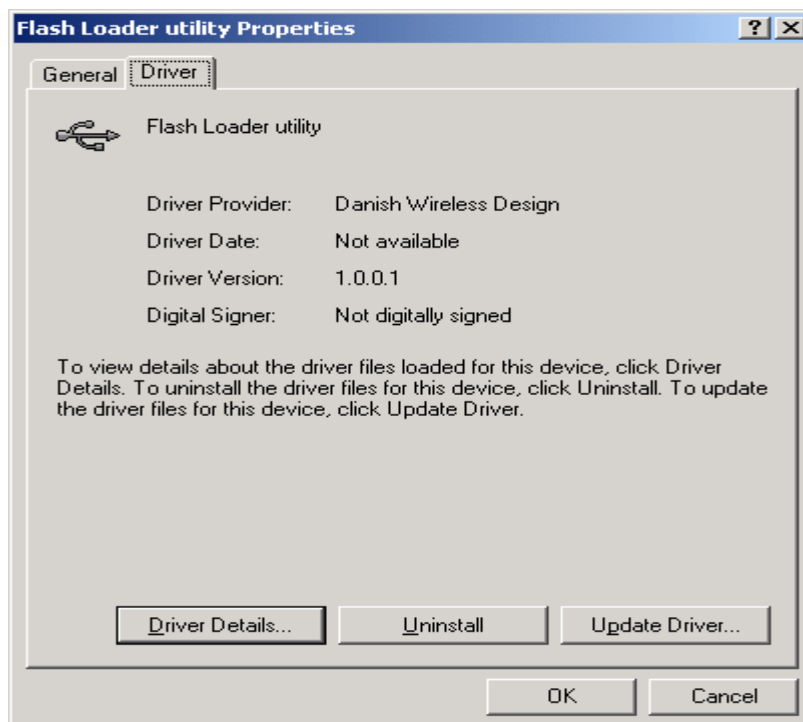 Flash Loader utility Properties
General Driver
Flash Loader utility
Driver Provider: Danish Wireless Design
Driver Date: Not available
Driver Version: 1.0.0.1
Digital Signer: Not digitally signed
To view details about the driver files loaded for this device, click Driver
Details. To uninstall the driver files for this device, click Uninstall. To update
the driver files for this device, click Update Driver.
Driver Details... Uninstall Update Driver...
OK Cancel